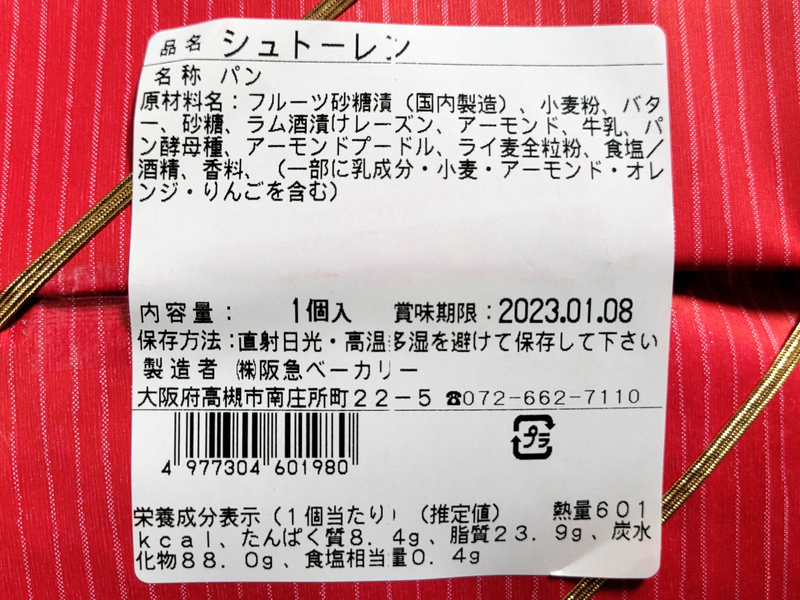 品名 シュトーレン
名称 パン
原材料名：フルーツ砂糖漬（国内製造）、小麦粉、バタ
ー、砂糖、ラム酒漬けレーズン、アーモンド、牛乳、パ
ン酵母種、アーモンドプードル、ライ麦全粒粉、食塩／
酒精、香料、（一部に乳成分・小麦・アーモンド・オレ
ンジ・りんごを含む）
内容量： 1個入 賞味期限：2023.01.08
保存方法：直射日光・高温多湿を避けて保存して下さい
製造者 ㈱阪急ベーカリー
大阪府高槻市南庄所町２２－５ ☎072-662-7110
4 977304 601980
プラ
栄養成分表示（１個当たり）（推定値） 熱量６０１
ｋｃａｌ、たんぱく質８．４ｇ、脂質２３．９ｇ、炭水
化物８８．０ｇ、食塩相当量０．４ｇ